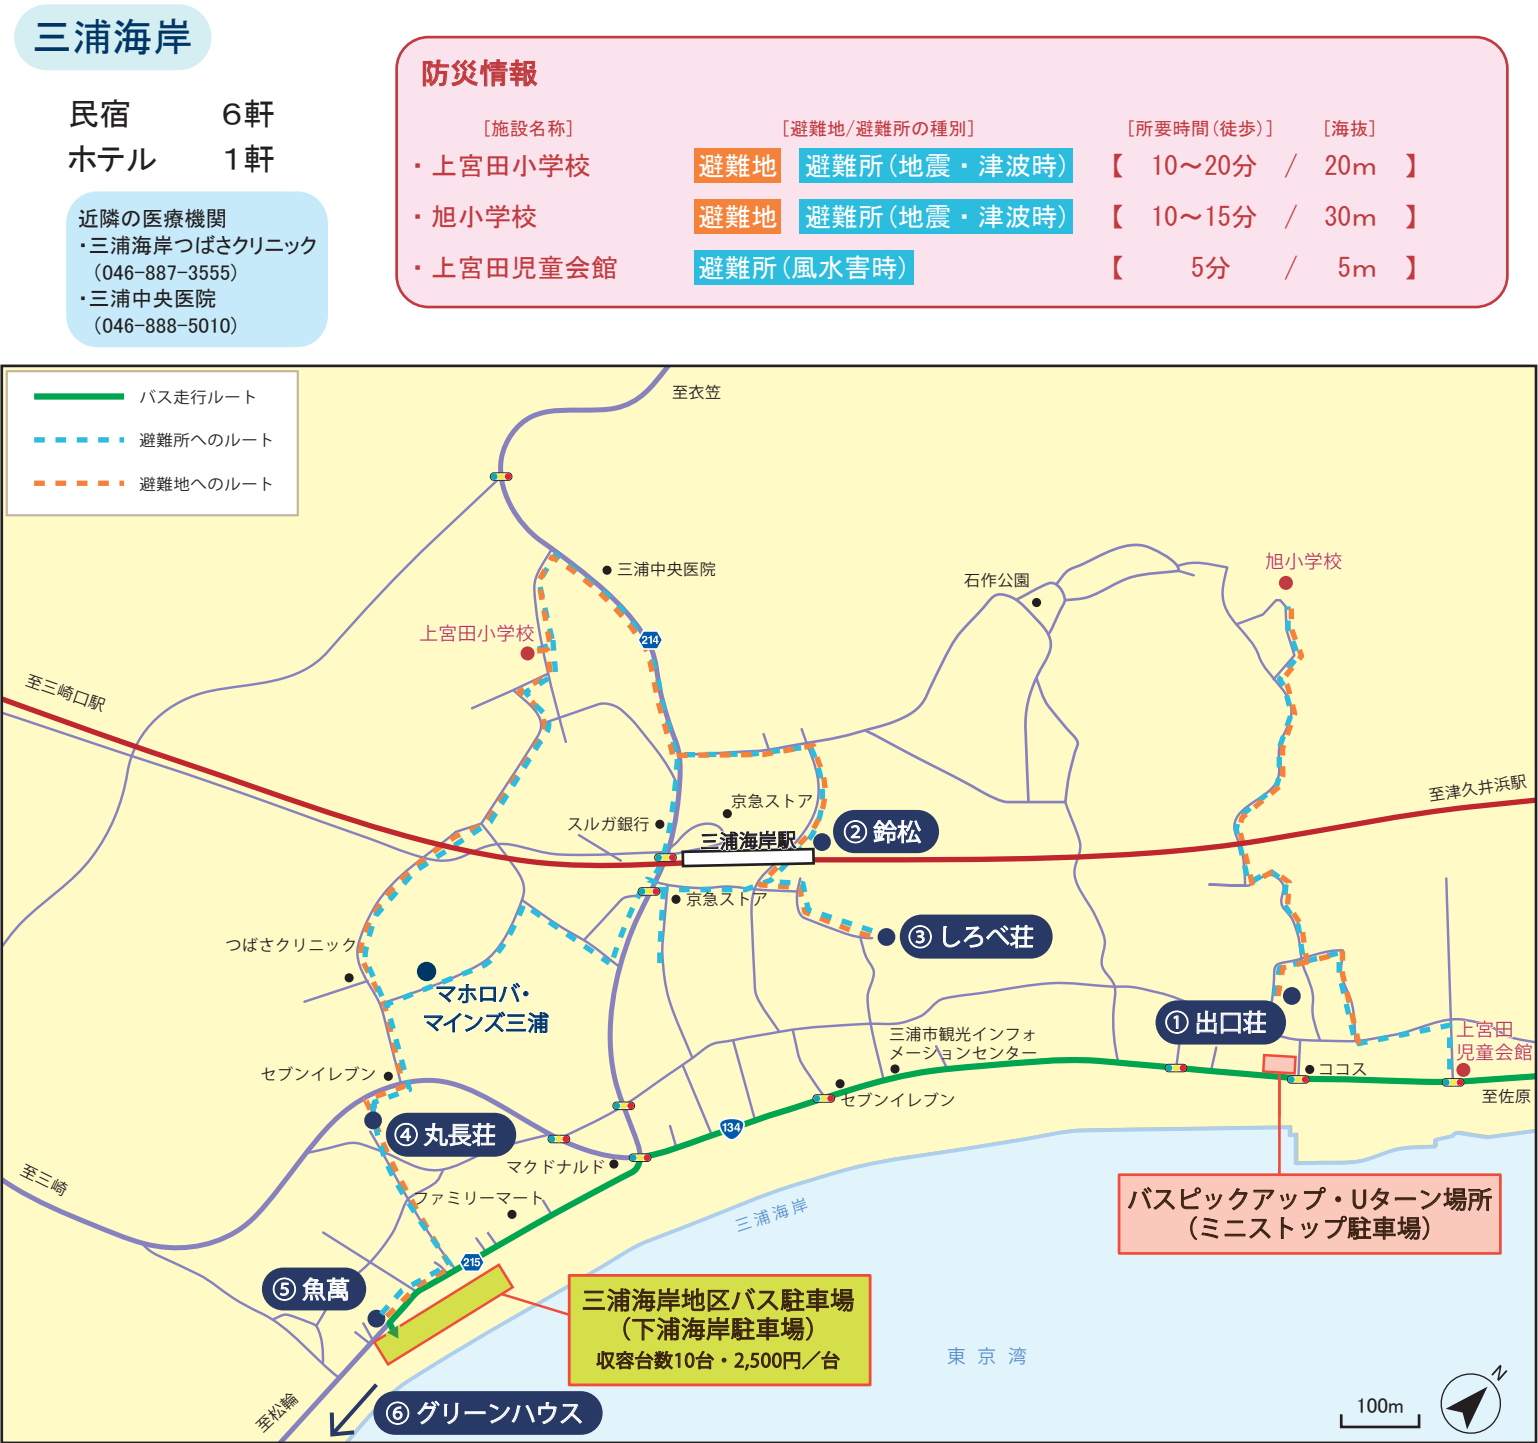 三浦海岸
民宿 6軒
ホテル 1軒
近隣の医療機関
・三浦海岸つばさクリニック
（046-887-3555）
・三浦中央医院
（046-888-5010）
防災情報
［施設名称］ ［避難地/避難所の種別］ ［所要時間（徒歩）］ ［海抜］
・上宮田小学校 避難地 避難所（地震・津波時） 【 10〜20分 / 20m 】
・旭小学校 避難地 避難所（地震・津波時） 【 10〜15分 / 30m 】
・上宮田児童会館 避難所（風水害時） 【 5分 / 5m 】
バス走行ルート
避難所へのルート
避難地へのルート
至衣笠
三浦中央医院
石作公園
旭小学校
上宮田小学校
214
至三崎口駅
至津久井浜駅
京急ストア
スルガ銀行
三浦海岸駅
② 鈴松
京急ストア
③ しろべ荘
つばさクリニック
マホロバ・
マインズ三浦
① 出口荘
三浦市観光インフォ
メーションセンター
上宮田
児童会館
セブンイレブン
ココス
セブンイレブン
至佐原
④ 丸長荘
134
マクドナルド
至三崎
ファミリーマート
三浦海岸
バスピックアップ・Uターン場所
（ミニストップ駐車場）
215
⑤ 魚萬
三浦海岸地区バス駐車場
（下浦海岸駐車場）
収容台数10台・2,500円／台
東京湾
至松輪
⑥ グリーンハウス
100m
N